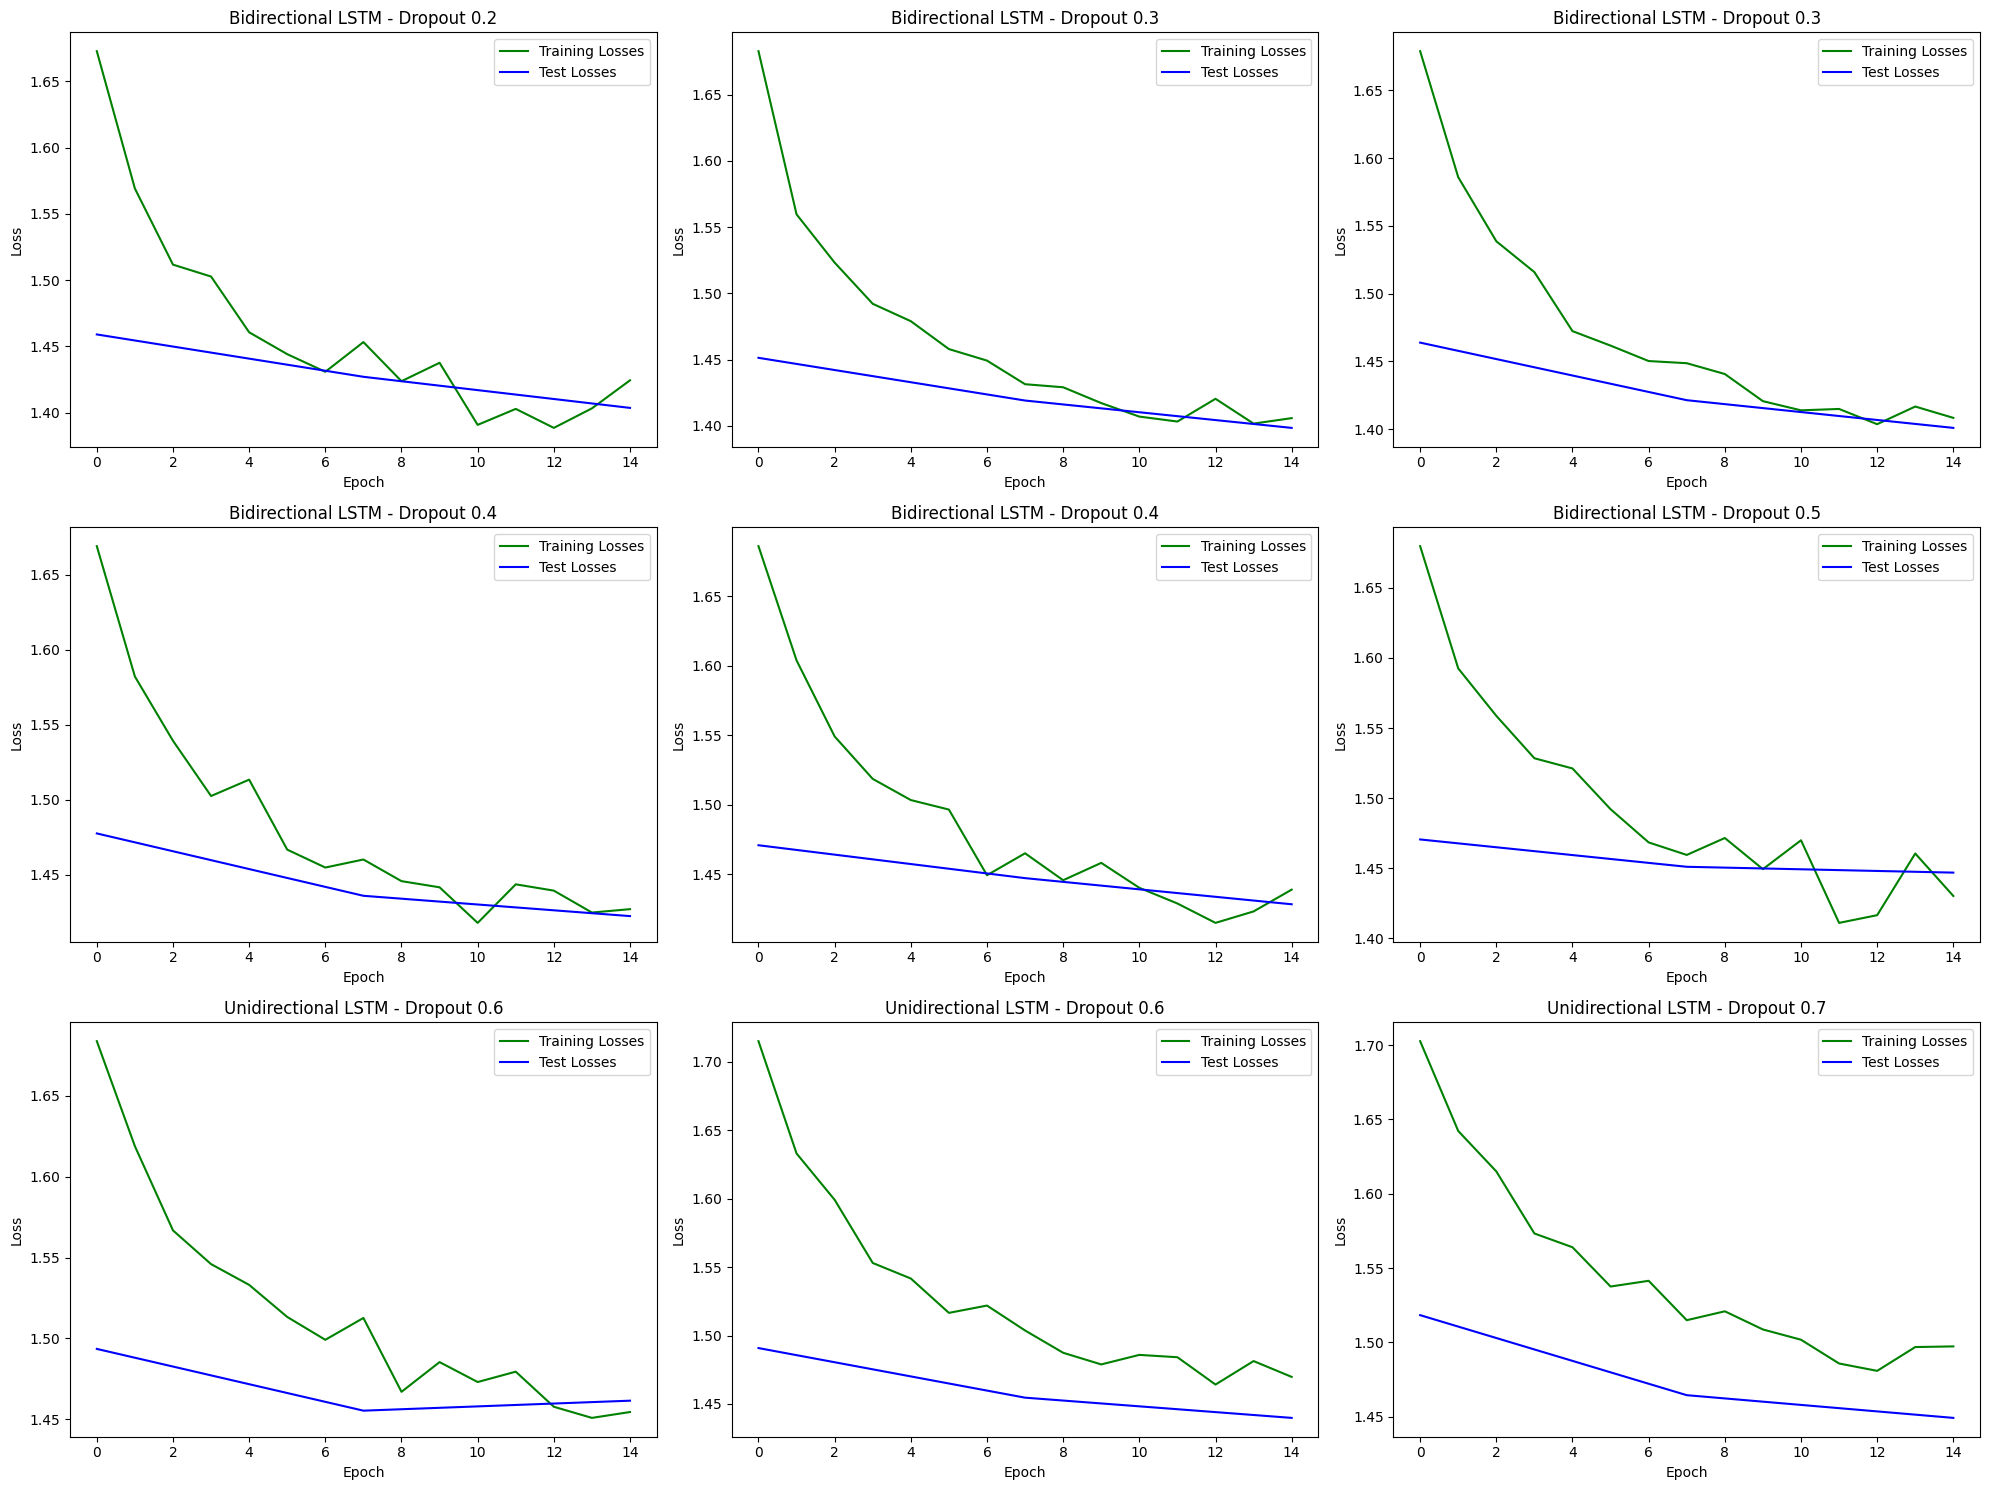 Bidirectional LSTM - Dropout 0.2
Training Losses
Test Losses
Loss
1.65
1.60
1.55
1.50
1.45
1.40
0 2 4 6 8 10 12 14
Epoch
Bidirectional LSTM - Dropout 0.3
Training Losses
Test Losses
Loss
1.65
1.60
1.55
1.50
1.45
1.40
0 2 4 6 8 10 12 14
Epoch
Bidirectional LSTM - Dropout 0.3
Training Losses
Test Losses
Loss
1.65
1.60
1.55
1.50
1.45
1.40
0 2 4 6 8 10 12 14
Epoch
Bidirectional LSTM - Dropout 0.4
Training Losses
Test Losses
Loss
1.65
1.60
1.55
1.50
1.45
0 2 4 6 8 10 12 14
Epoch
Bidirectional LSTM - Dropout 0.4
Training Losses
Test Losses
Loss
1.65
1.60
1.55
1.50
1.45
0 2 4 6 8 10 12 14
Epoch
Bidirectional LSTM - Dropout 0.5
Training Losses
Test Losses
Loss
1.65
1.60
1.55
1.50
1.45
1.40
0 2 4 6 8 10 12 14
Epoch
Unidirectional LSTM - Dropout 0.6
Training Losses
Test Losses
Loss
1.65
1.60
1.55
1.50
1.45
0 2 4 6 8 10 12 14
Epoch
Unidirectional LSTM - Dropout 0.6
Training Losses
Test Losses
Loss
1.70
1.65
1.60
1.55
1.50
1.45
0 2 4 6 8 10 12 14
Epoch
Unidirectional LSTM - Dropout 0.7
Training Losses
Test Losses
Loss
1.70
1.65
1.60
1.55
1.50
1.45
0 2 4 6 8 10 12 14
Epoch